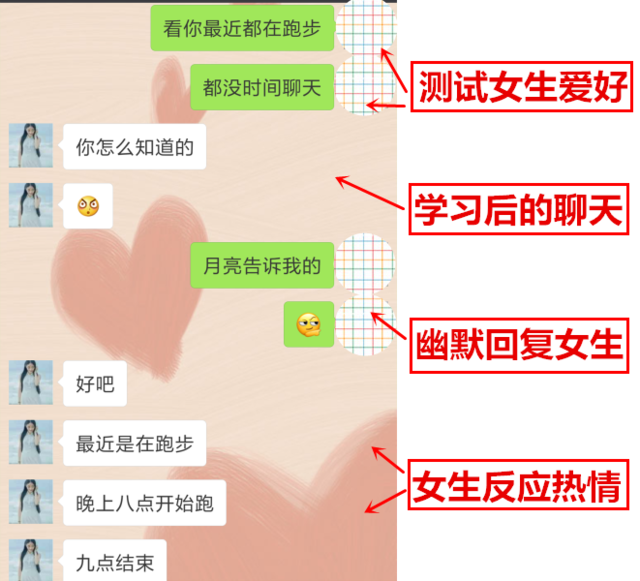 看你最近都在跑步
都没时间聊天
测试女生爱好
你怎么知道的
学习后的聊天
月亮告诉我的
幽默回复女生
好吧
最近是在跑步
女生反应热情
晚上八点开始跑
九点结束